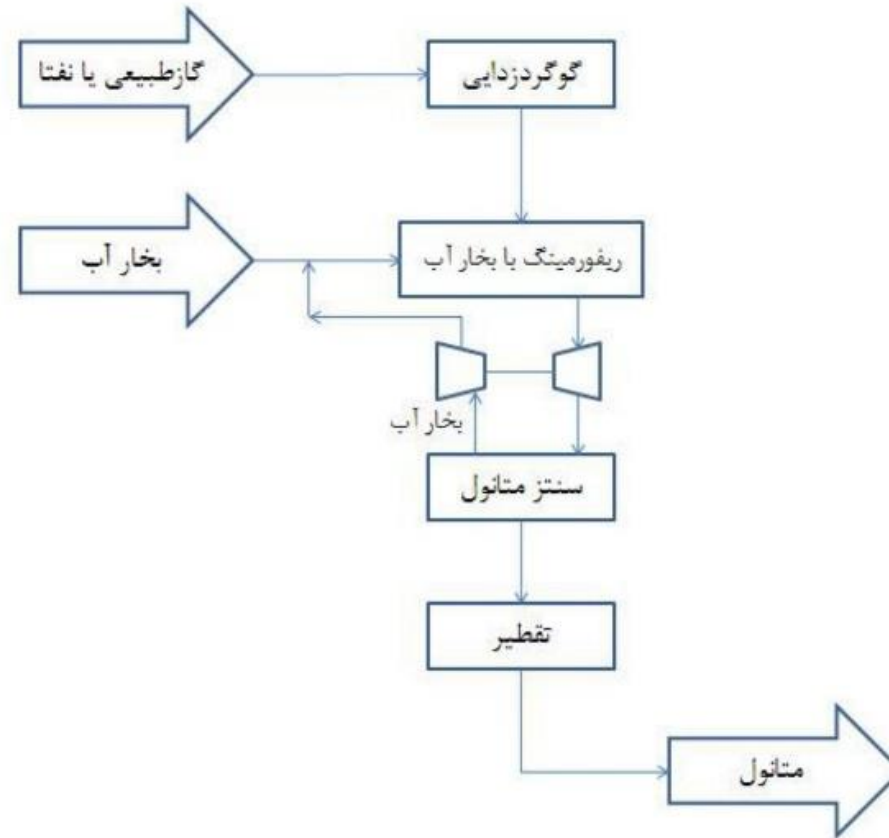 گازطبیعی یا نفتا
گوگردزدایی
بخار آب
ریفورمینگ با بخار آب
بخار آب
سنتز متانول
تقطیر
متانول